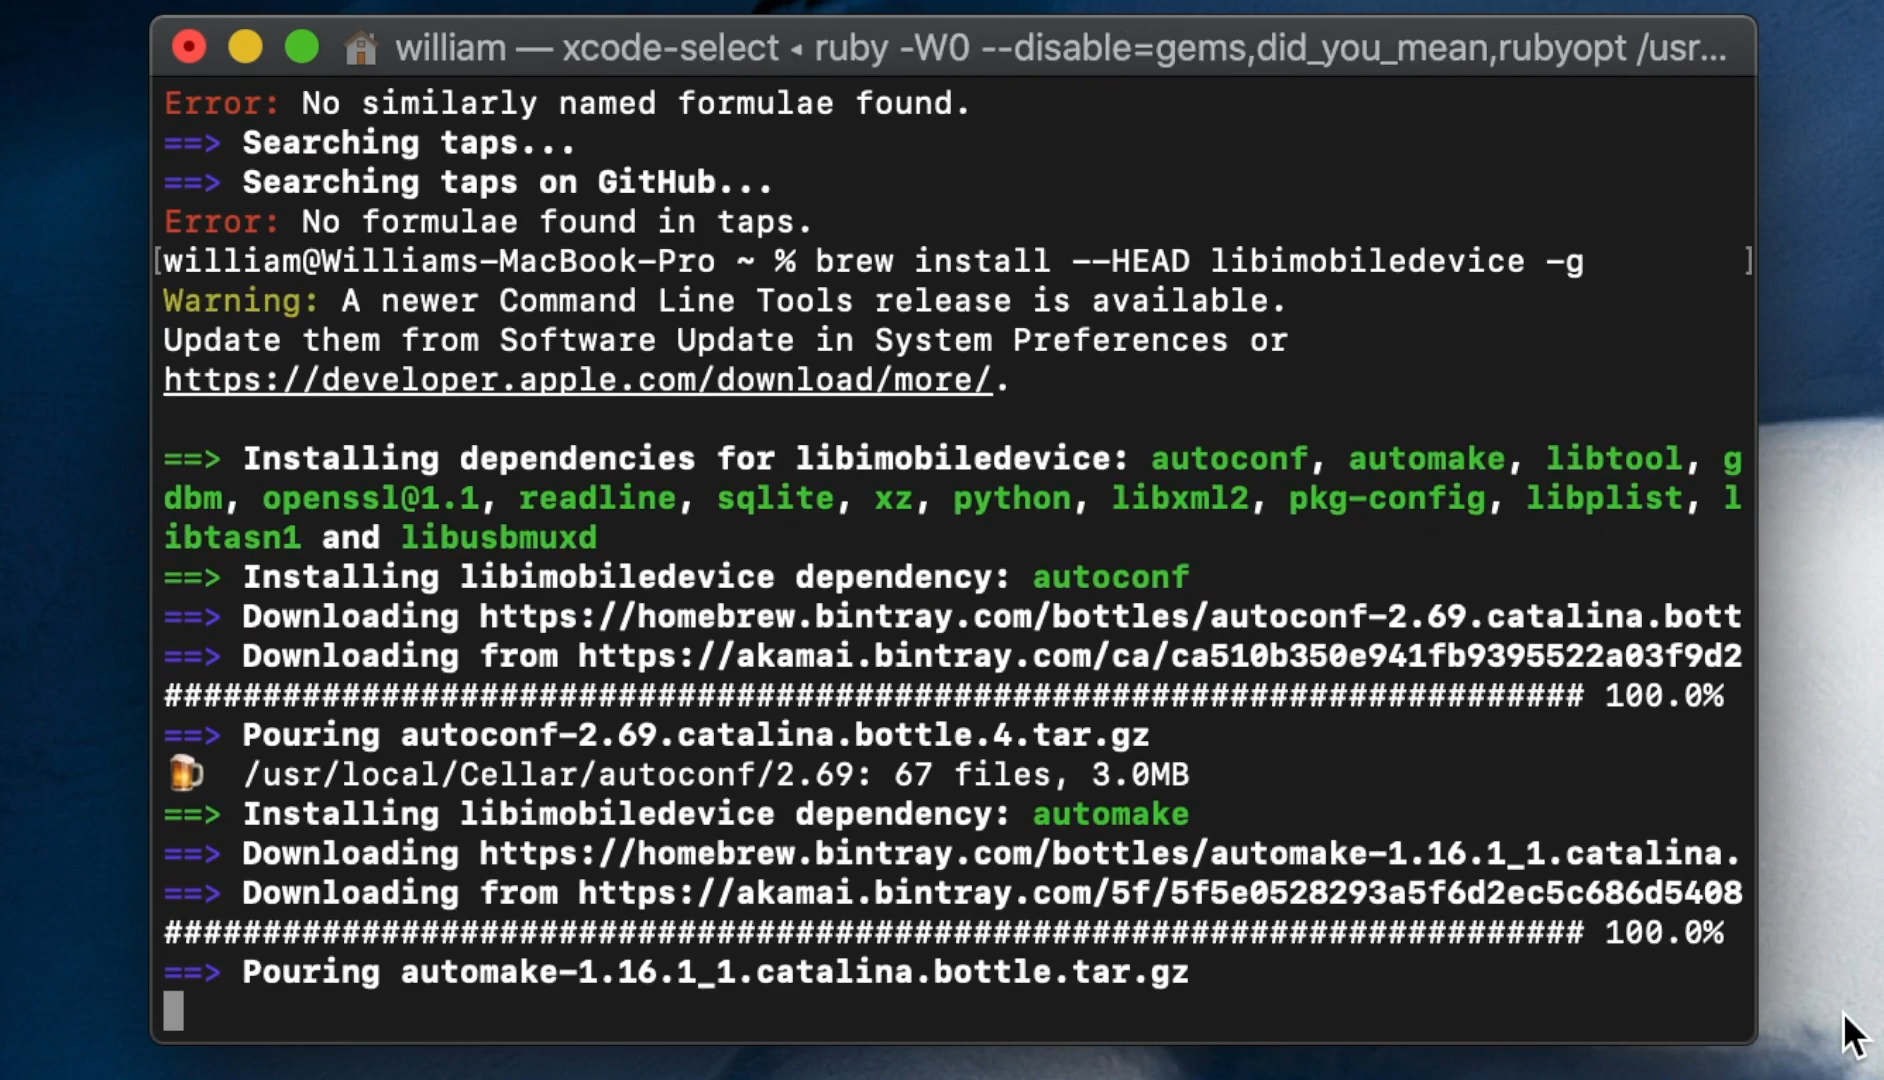 william — xcode-select ◂ ruby -W0 --disable=gems,did_you_mean,rubyopt /usr...
Error: No similarly named formulae found.
==> Searching taps...
==> Searching taps on GitHub...
Error: No formulae found in taps.
[william@Williams-MacBook-Pro ~ % brew install --HEAD libimobiledevice -g ]
Warning: A newer Command Line Tools release is available.
Update them from Software Update in System Preferences or
https://developer.apple.com/download/more/.
==> Installing dependencies for libimobiledevice: autoconf, automake, libtool, g
dbm, openssl@1.1, readline, sqlite, xz, python, libxml2, pkg-config, libplist, l
ibtasn1 and libusbmuxd
==> Installing libimobiledevice dependency: autoconf
==> Downloading https://homebrew.bintray.com/bottles/autoconf-2.69.catalina.bott
==> Downloading from https://akamai.bintray.com/ca/ca510b350e941fb9395522a03f9d2
######################################################################## 100.0%
==> Pouring autoconf-2.69.catalina.bottle.4.tar.gz
🍺 /usr/local/Cellar/autoconf/2.69: 67 files, 3.0MB
==> Installing libimobiledevice dependency: automake
==> Downloading https://homebrew.bintray.com/bottles/automake-1.16.1_1.catalina.
==> Downloading from https://akamai.bintray.com/5f/5f5e0528293a5f6d2ec5c686d5408
######################################################################## 100.0%
==> Pouring automake-1.16.1_1.catalina.bottle.tar.gz